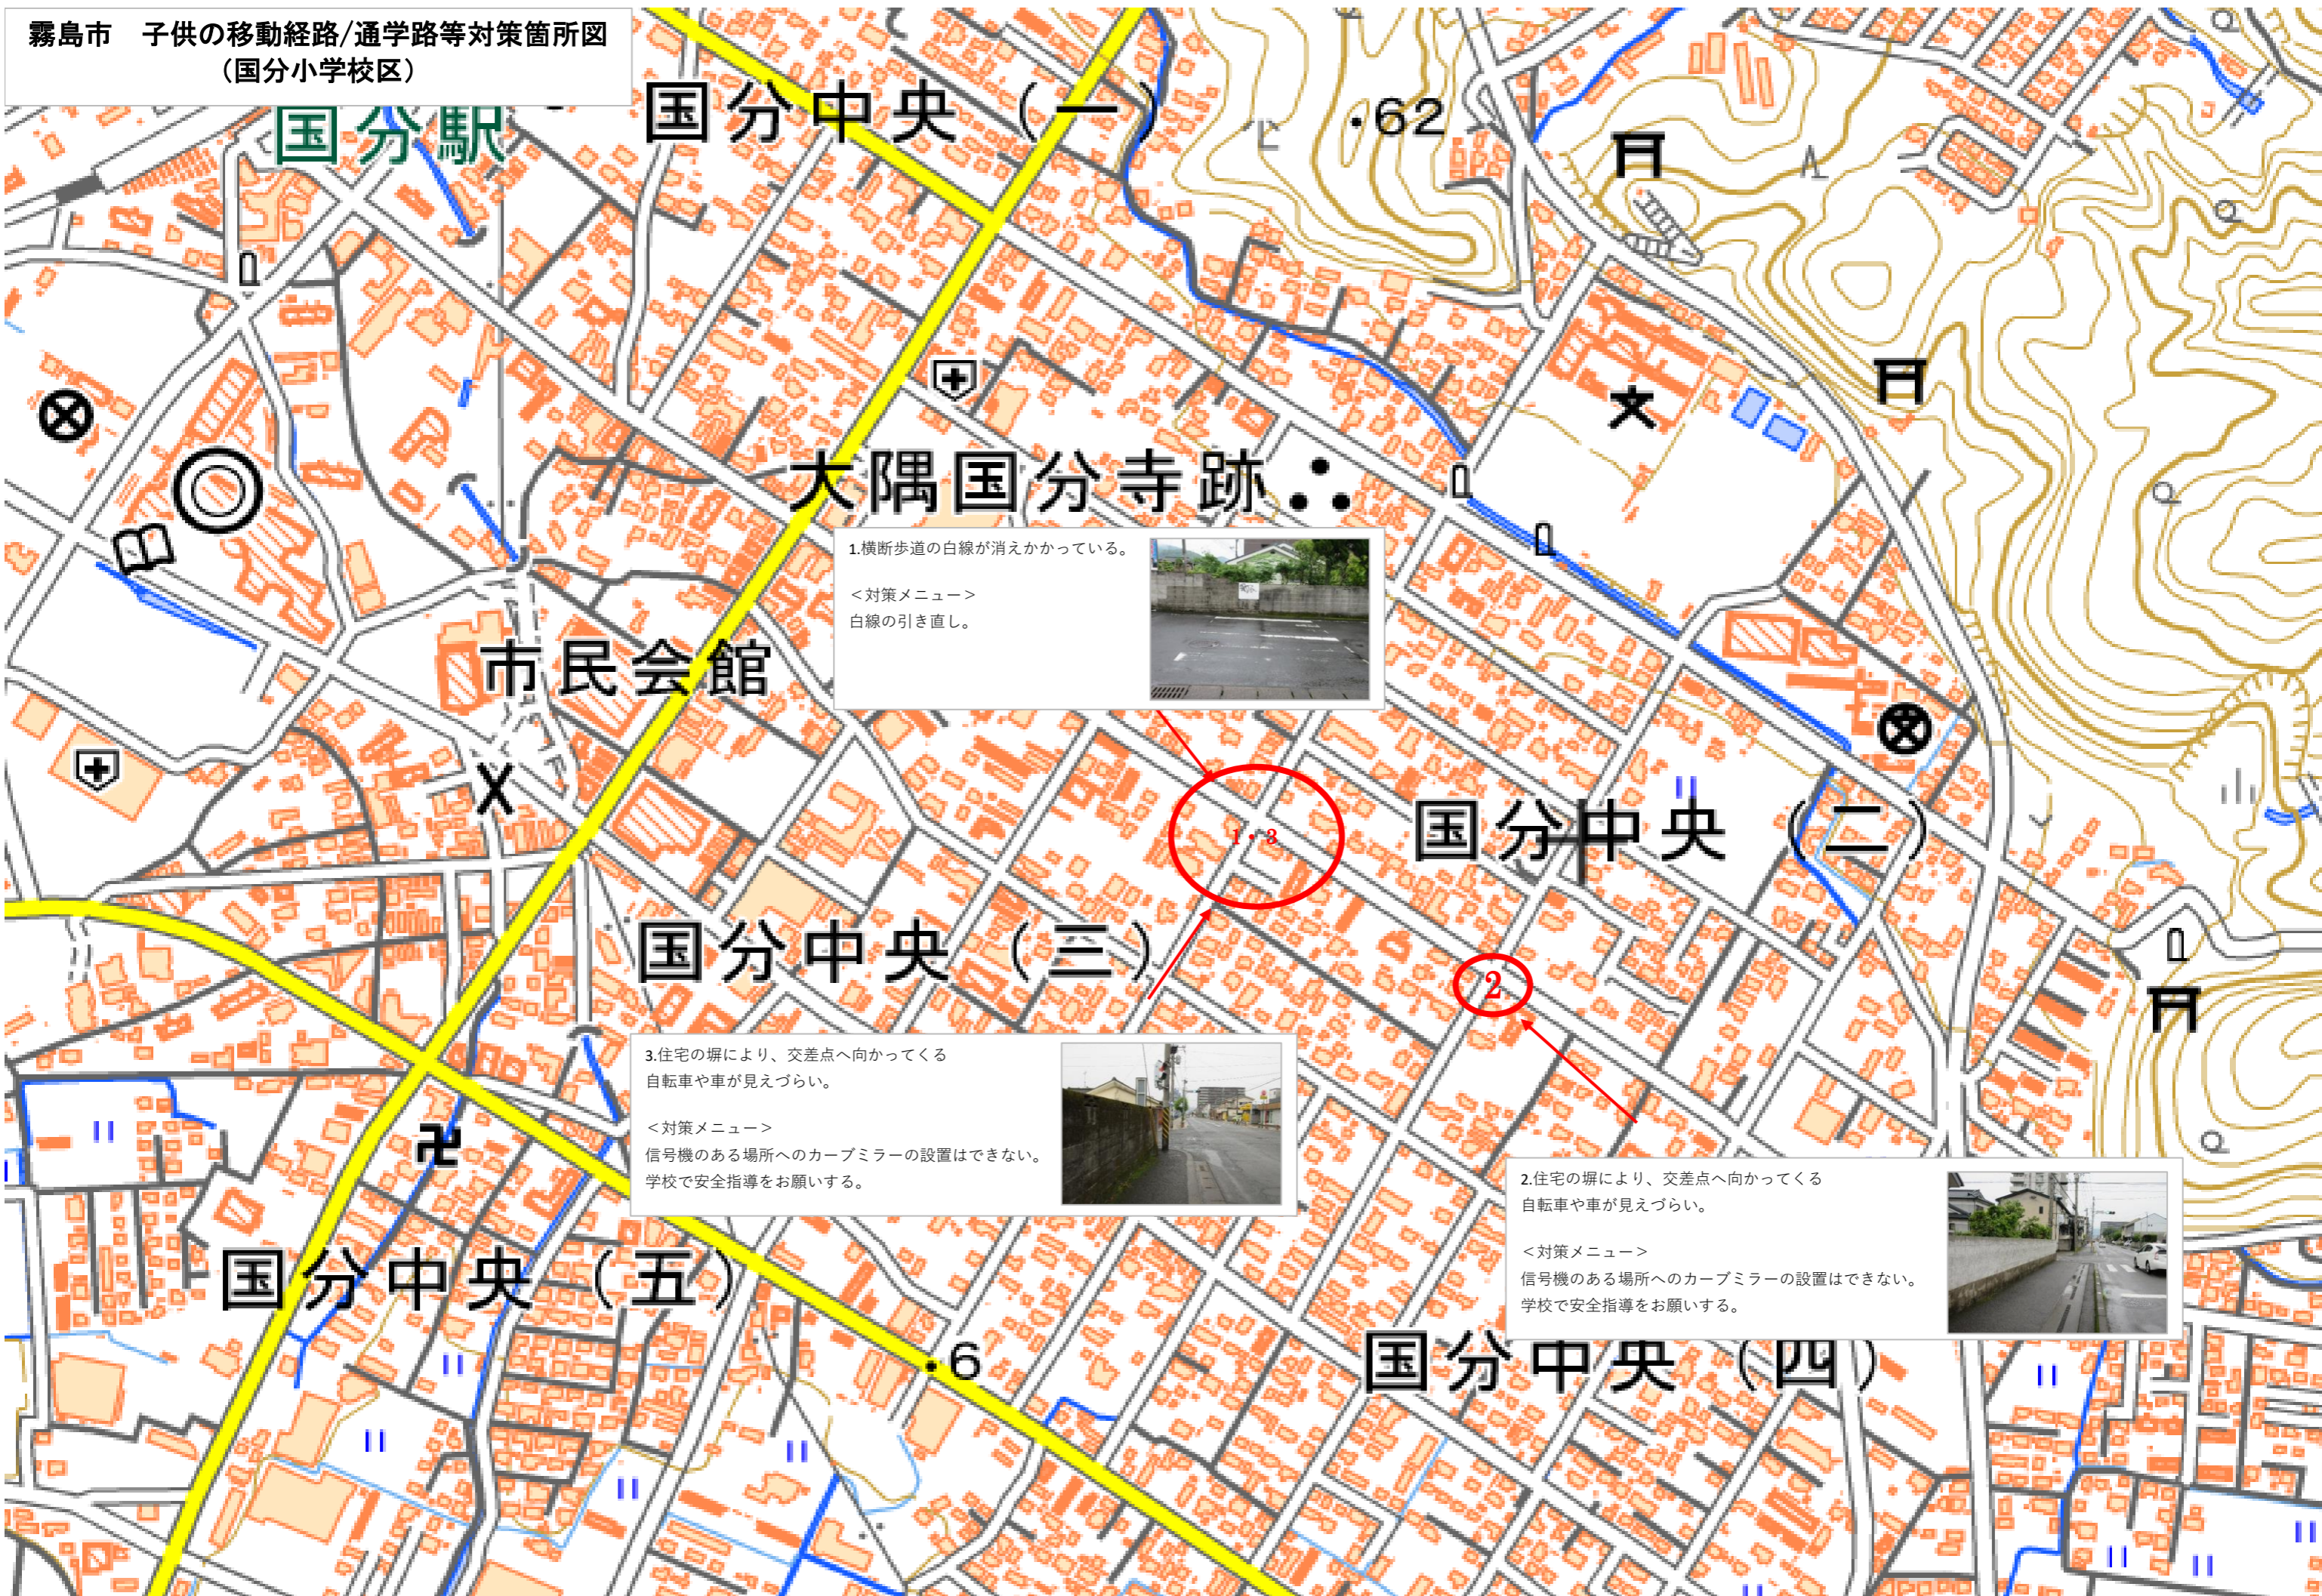 霧島市　子供の移動経路/通学路等対策箇所図
（国分小学校区）
国分駅
国分中央（一）
・62
大隅国分寺跡
1.横断歩道の白線が消えかかっている。
＜対策メニュー＞
白線の引き直し。
市民会館
1・3
国分中央（二）
国分中央（三）
2
3.住宅の塀により、交差点へ向かってくる
自転車や車が見えづらい。
＜対策メニュー＞
信号機のある場所へのカーブミラーの設置はできない。
学校で安全指導をお願いする。
2.住宅の塀により、交差点へ向かってくる
自転車や車が見えづらい。
＜対策メニュー＞
信号機のある場所へのカーブミラーの設置はできない。
学校で安全指導をお願いする。
国分中央（五）
・6
国分中央（四）